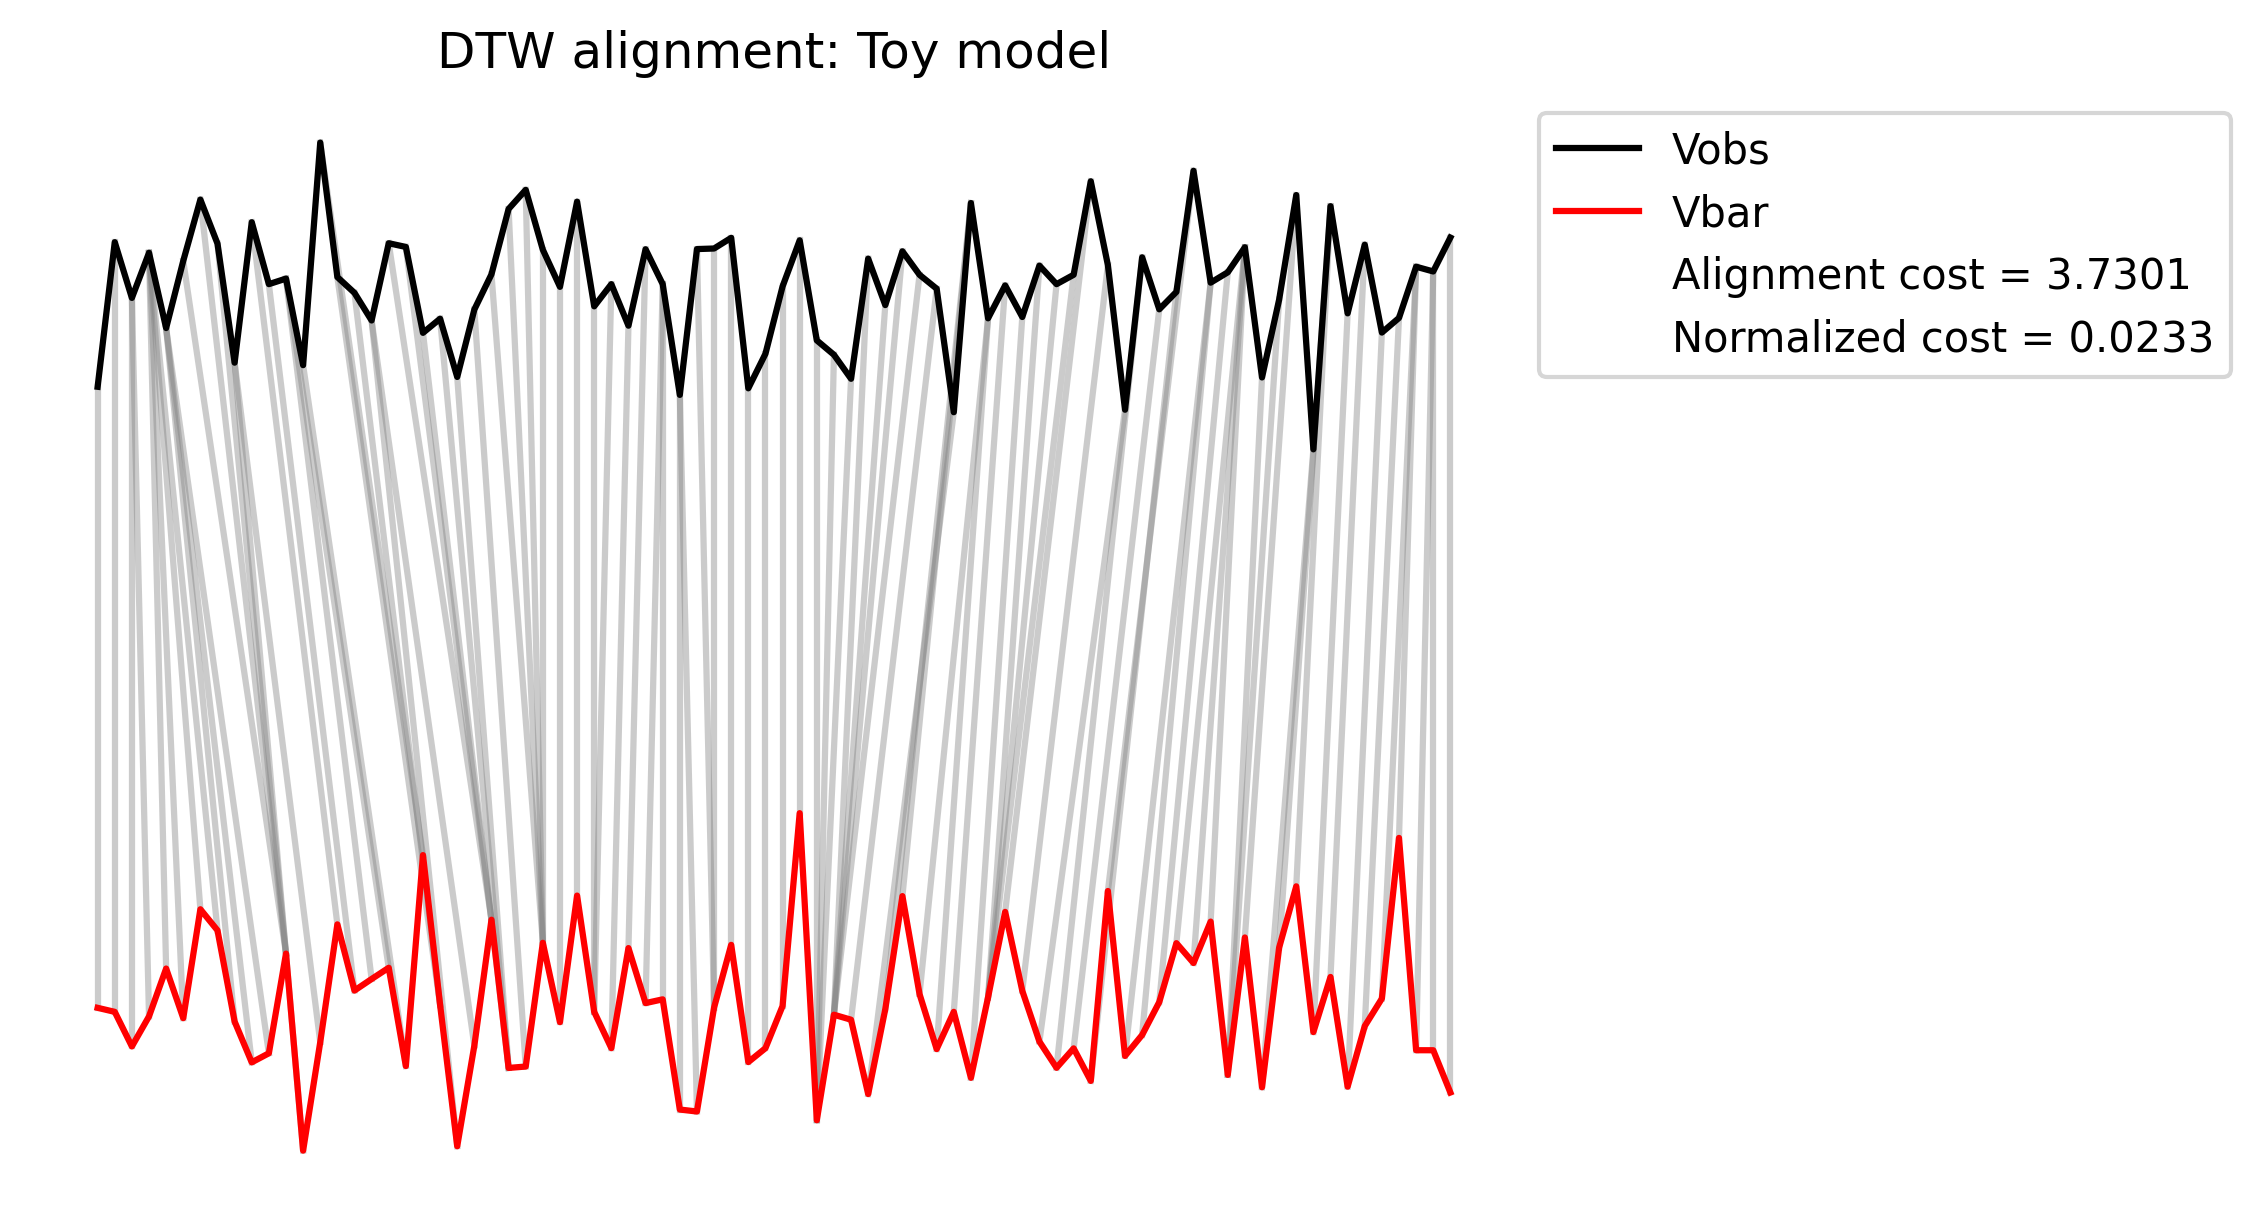 DTW alignment: Toy model
Vobs
Vbar
Alignment cost = 3.7301
Normalized cost = 0.0233